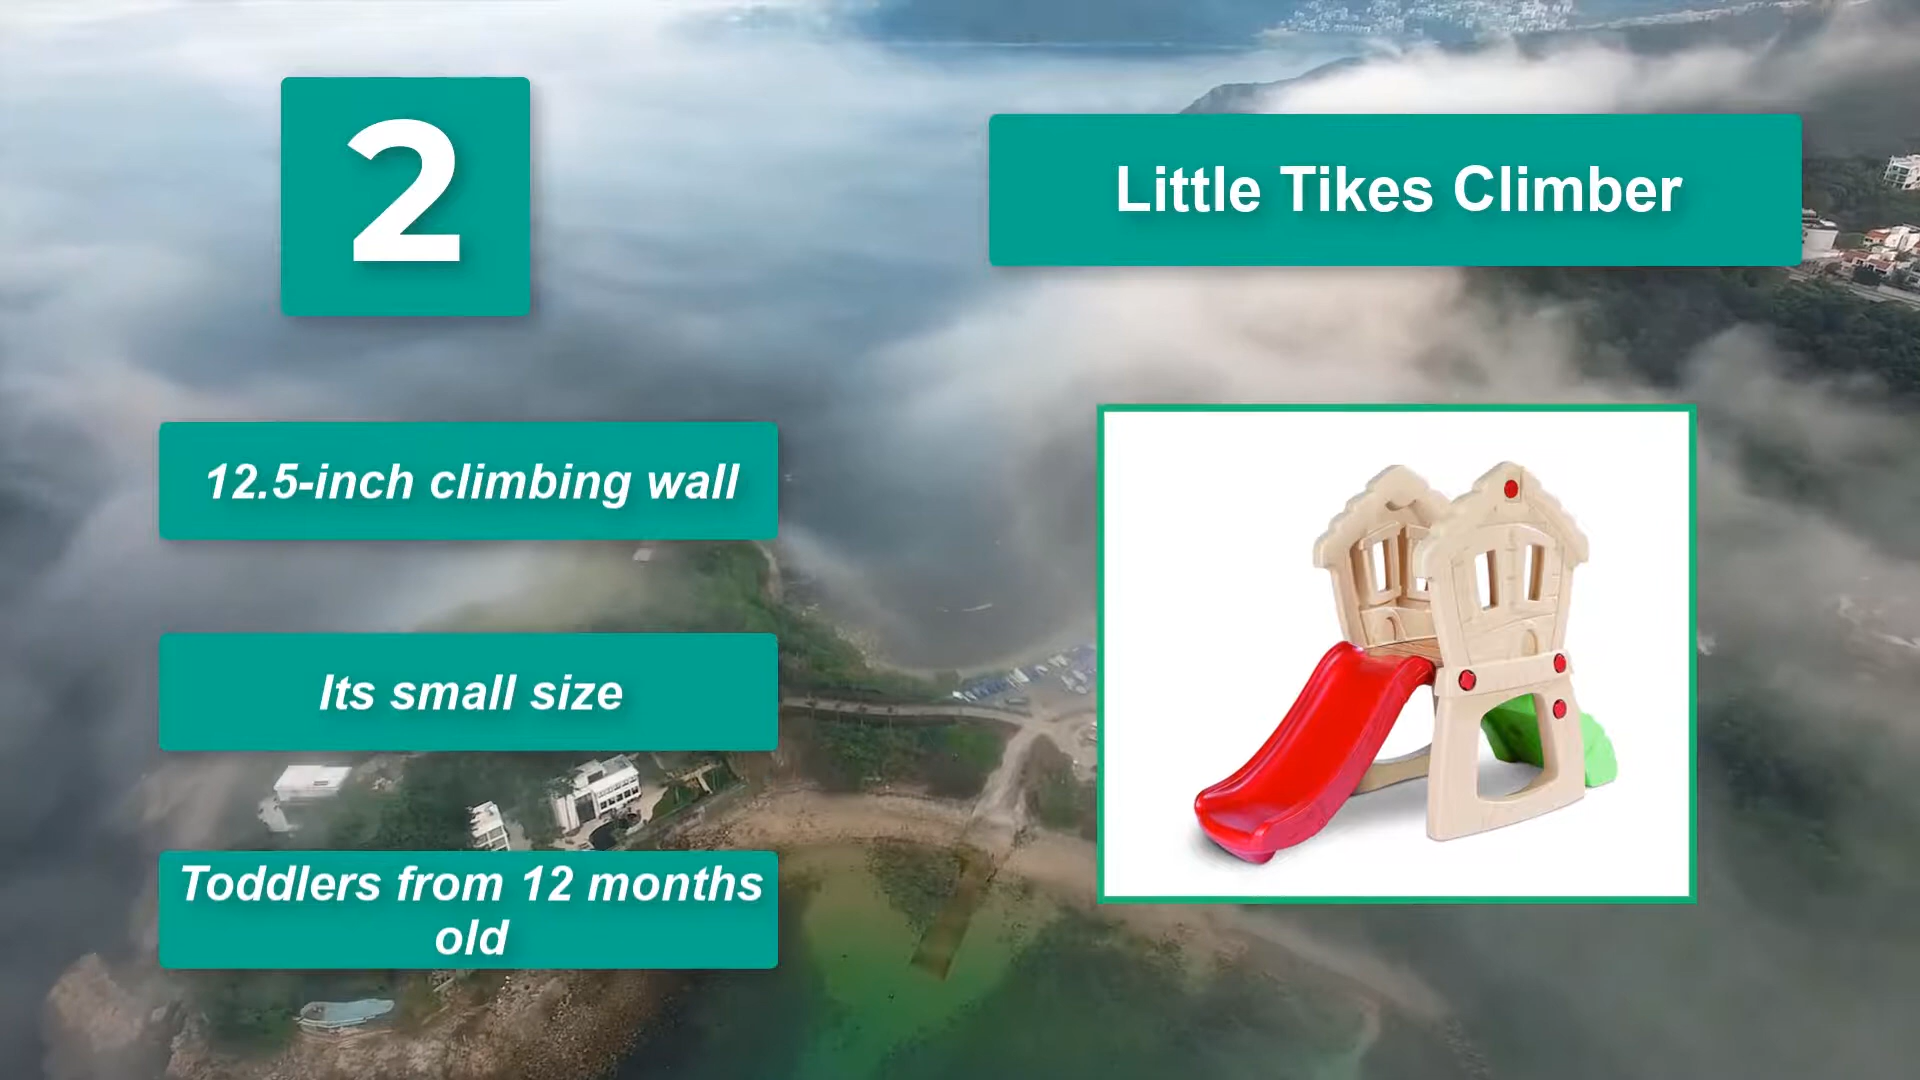 2
Little Tikes Climber
12.5-inch climbing wall
Its small size
Toddlers from 12 months
old